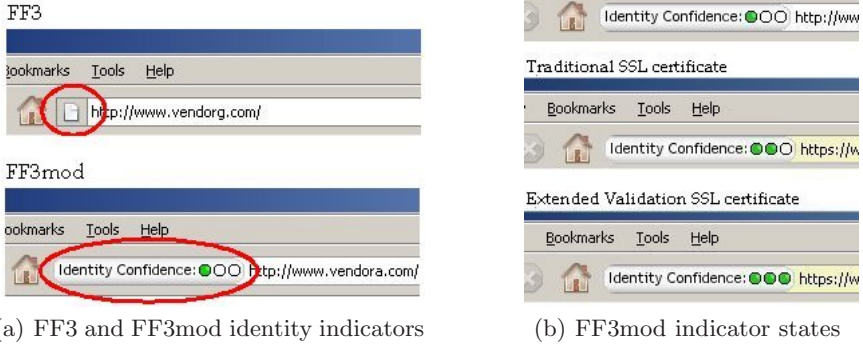 FF3
Bookmarks Tools Help
http://www.vendorg.com/
FF3mod
ookmarks Tools Help
Identity Confidence: http://www.vendora.com/
(a) FF3 and FF3mod identity indicators
Identity Confidence: http://ww
Traditional SSL certificate
Bookmarks Tools Help
Identity Confidence: https://w
Extended Validation SSL certificate
Bookmarks Tools Help
Identity Confidence: https://w
(b) FF3mod indicator states